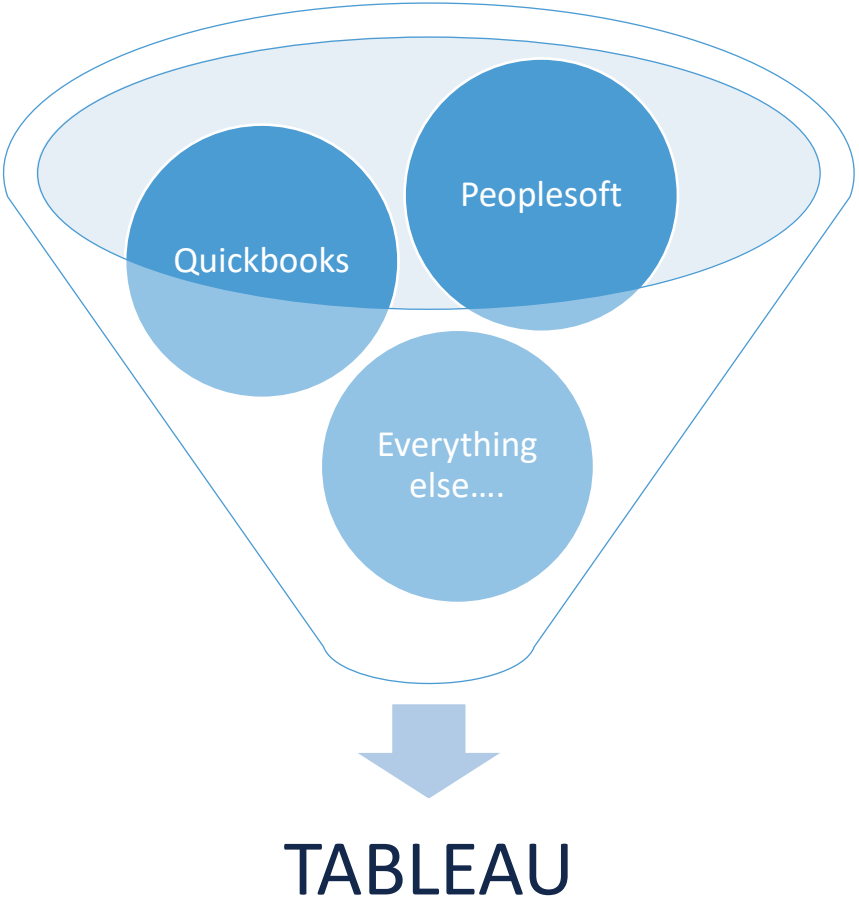 Peoplesoft
Quickbooks
Everything
else....
TABLEAU